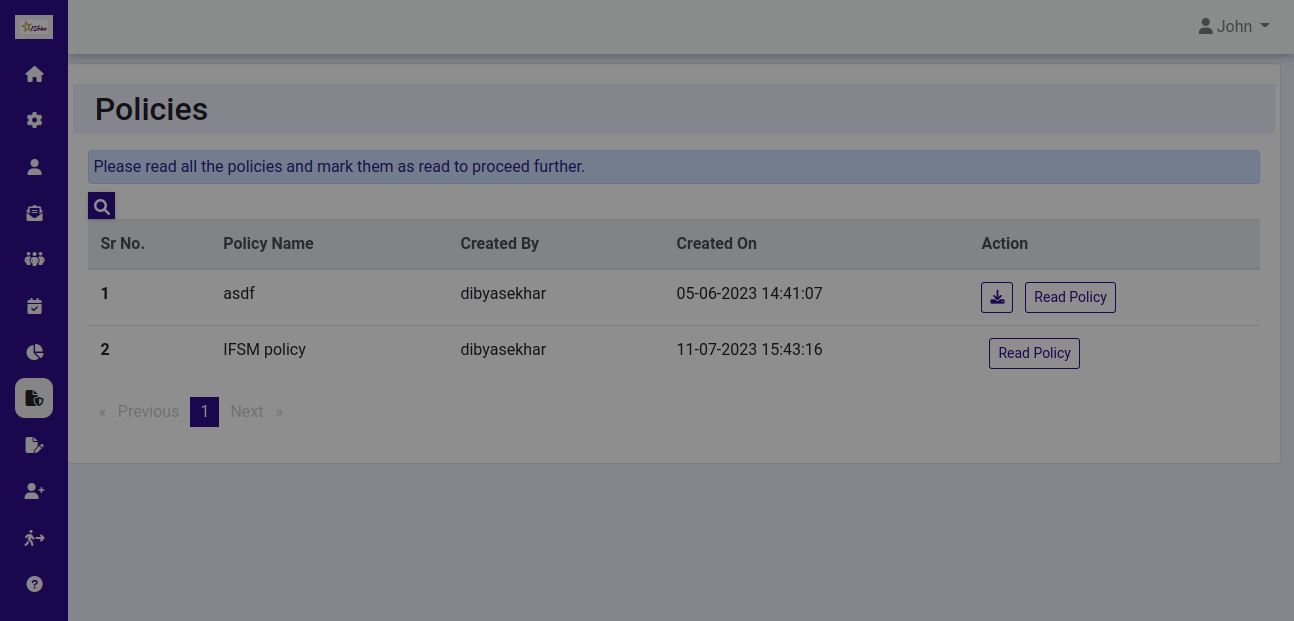 John
Policies
Please read all the policies and mark them as read to proceed further.
Sr No. Policy Name Created By Created On Action
1 asdf dibyasekhar 05-06-2023 14:41:07 Read Policy
2 IFSM policy dibyasekhar 11-07-2023 15:43:16 Read Policy
« Previous 1 Next »